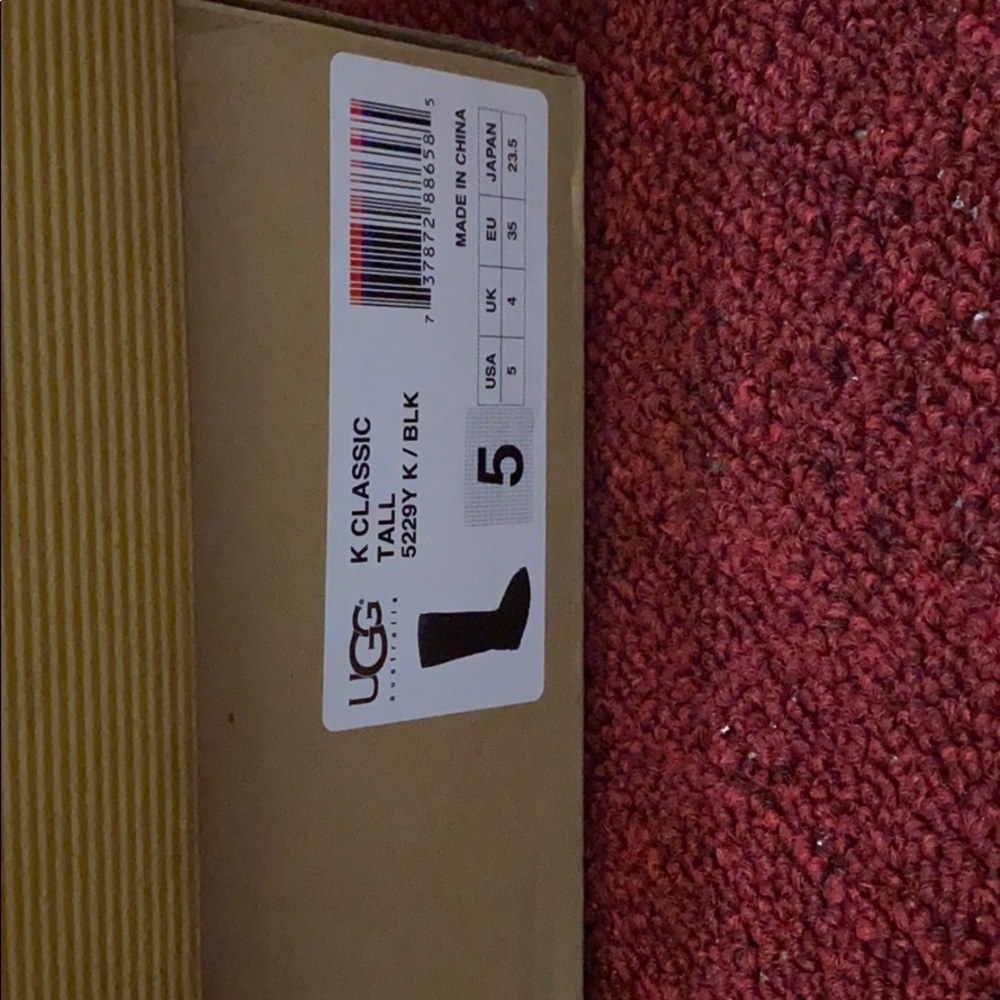 UGG®
australia
K CLASSIC
TALL
5229Y K / BLK
7 37872 88658 5
MADE IN CHINA
5
USA UK EU JAPAN
5 4 35 23.5